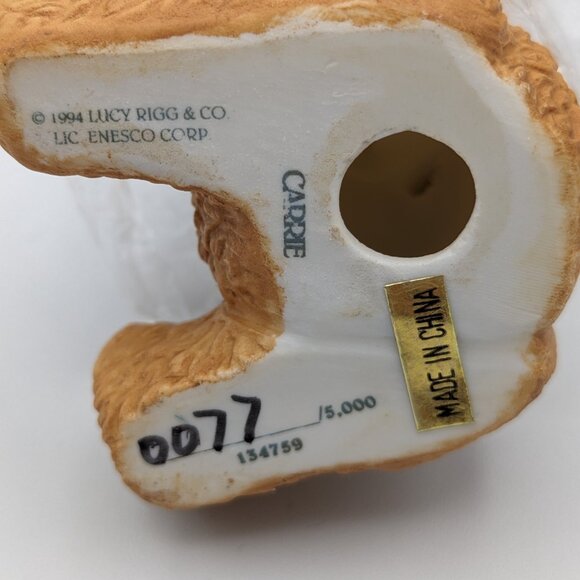 © 1994 LUCY RIGG & CO.
LIC. ENESCO CORP.
CARRIE
MADE IN CHINA
0077 /5,000
134759